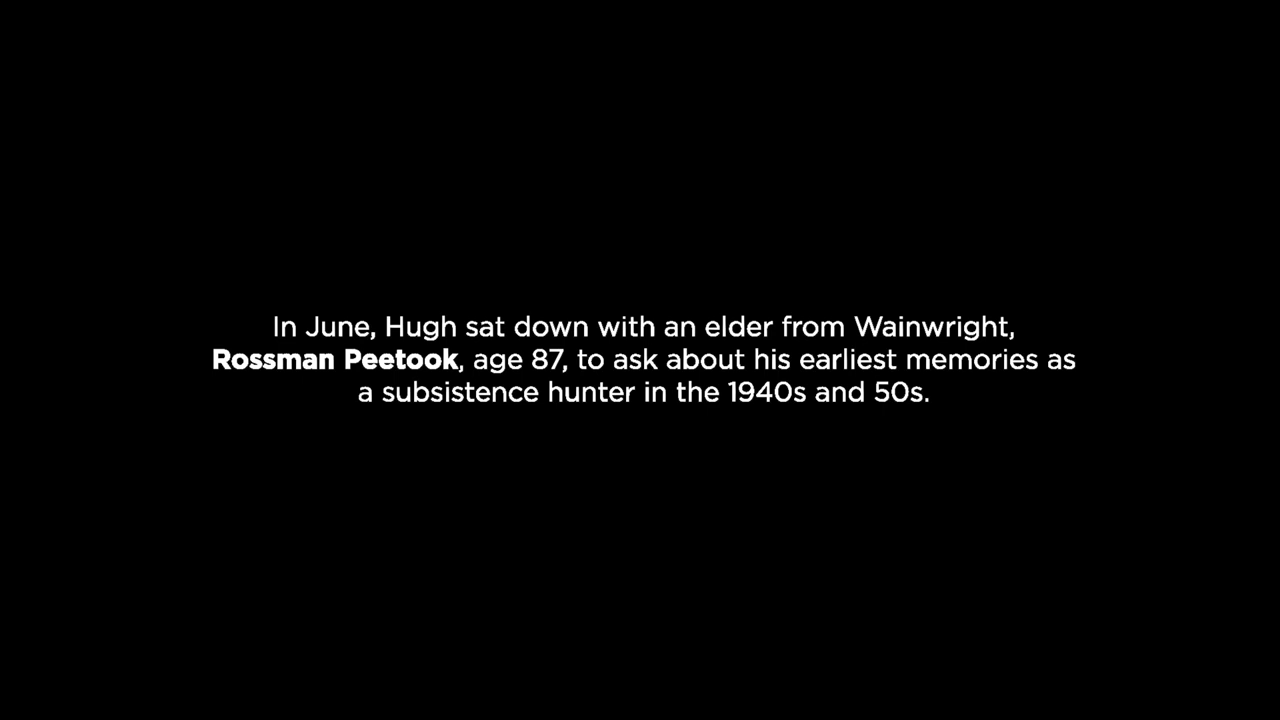 In June, Hugh sat down with an elder from Wainwright,
Rossman Peetook, age 87, to ask about his earliest memories as
a subsistence hunter in the 1940s and 50s.